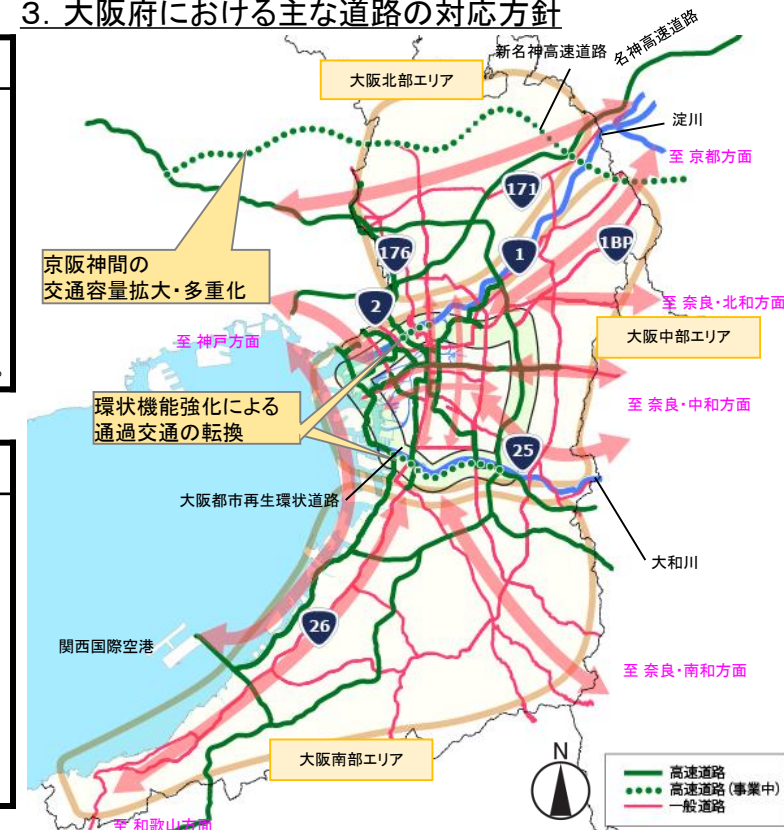 3．大阪府における主な道路の対応方針
名神高速道路
新名神高速道路
大阪北部エリア
淀川
至 京都方面
171
1BP
176
1
京阪神間の
交通容量拡大・多重化
2
至 奈良・北和方面
至 神戸方面
大阪中部エリア
環状機能強化による
通過交通の転換
至 奈良・中和方面
25
大阪都市再生環状道路
大和川
26
関西国際空港
至 奈良・南和方面
大阪南部エリア
N
高速道路
高速道路（事業中）
一般道路
至 和歌山方面